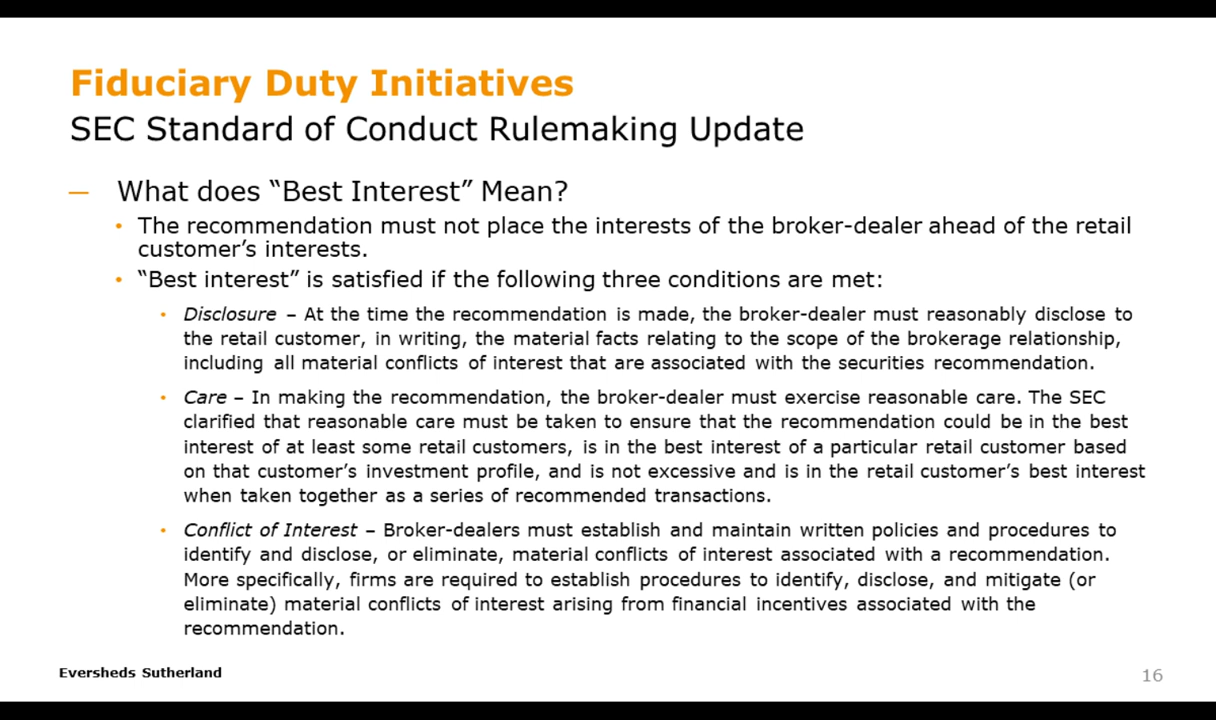 Fiduciary Duty Initiatives
SEC Standard of Conduct Rulemaking Update
— What does “Best Interest” Mean?
• The recommendation must not place the interests of the broker-dealer ahead of the retail
customer’s interests.
• “Best interest” is satisfied if the following three conditions are met:
• Disclosure – At the time the recommendation is made, the broker-dealer must reasonably disclose to
the retail customer, in writing, the material facts relating to the scope of the brokerage relationship,
including all material conflicts of interest that are associated with the securities recommendation.
• Care – In making the recommendation, the broker-dealer must exercise reasonable care. The SEC
clarified that reasonable care must be taken to ensure that the recommendation could be in the best
interest of at least some retail customers, is in the best interest of a particular retail customer based
on that customer’s investment profile, and is not excessive and is in the retail customer’s best interest
when taken together as a series of recommended transactions.
• Conflict of Interest – Broker-dealers must establish and maintain written policies and procedures to
identify and disclose, or eliminate, material conflicts of interest associated with a recommendation.
More specifically, firms are required to establish procedures to identify, disclose, and mitigate (or
eliminate) material conflicts of interest arising from financial incentives associated with the
recommendation.
Eversheds Sutherland
16